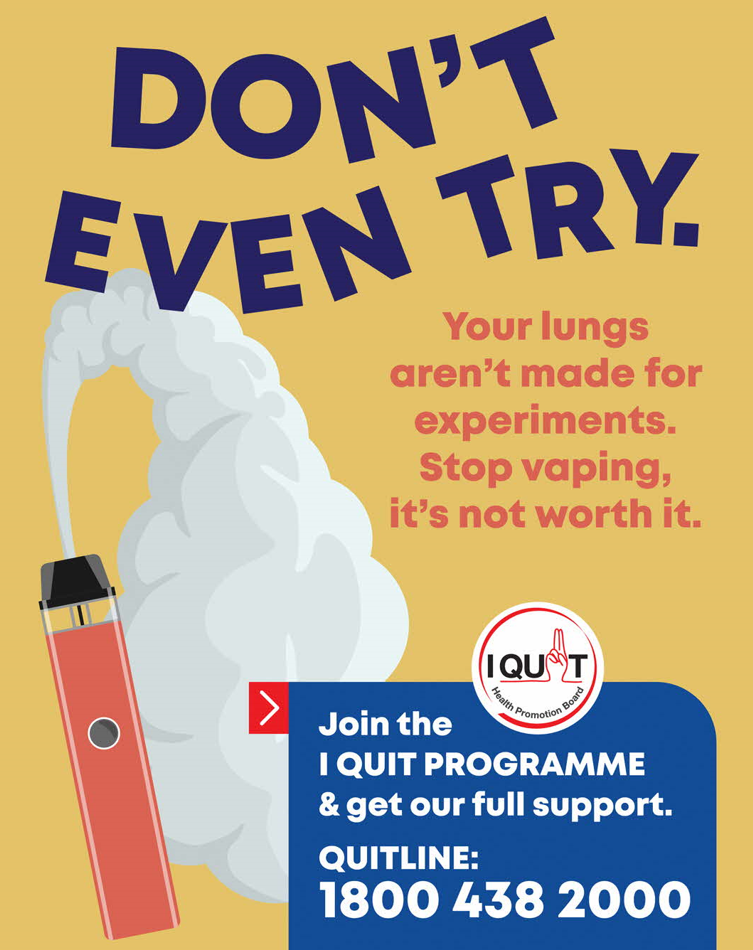 DON'T
EVEN TRY.
Your lungs
aren't made for
experiments.
Stop vaping,
it's not worth it.
I QUIT
Health Promotion Board
Join the
I QUIT PROGRAMME
& get our full support.
QUITLINE:
1800 438 2000